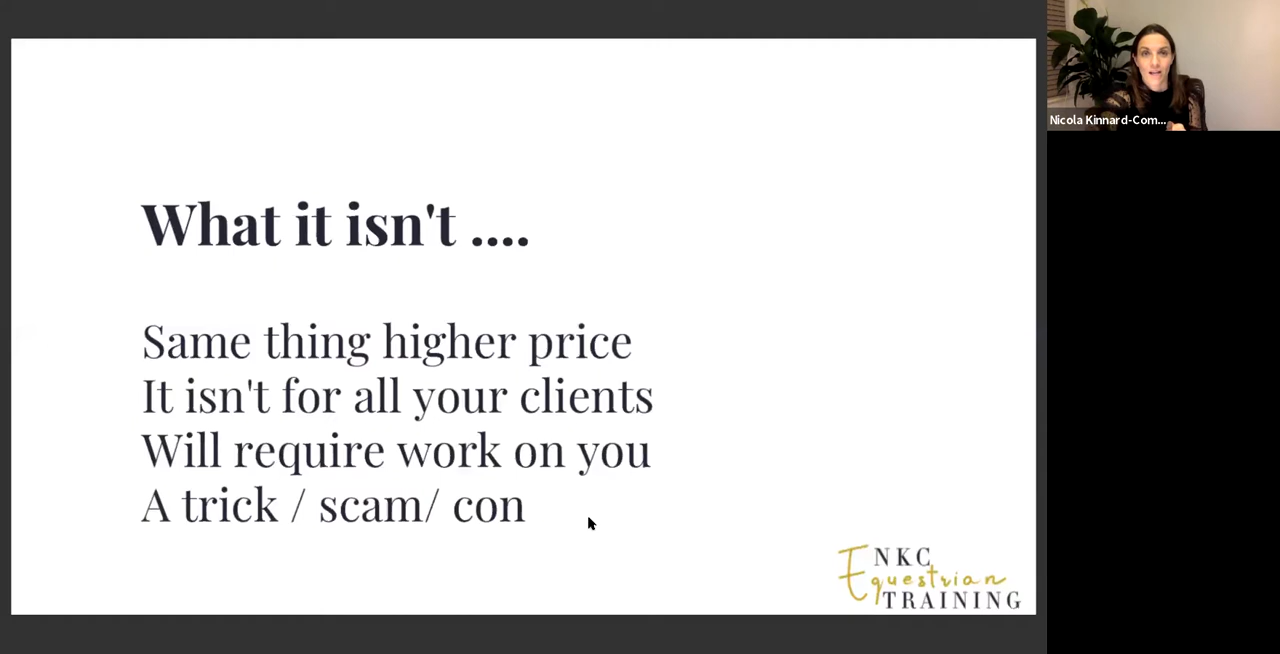 What it isn't ....
Same thing higher price
It isn't for all your clients
Will require work on you
A trick / scam/ con
NKC
Equestrian
TRAINING
Nicola Kinnard-Com...